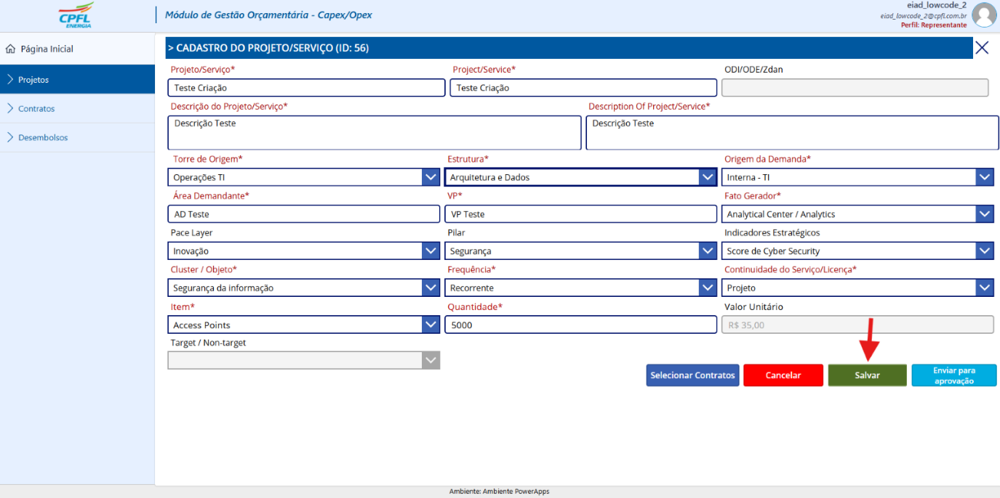 CPFL
ENERGIA
Módulo de Gestão Orçamentária - Capex/Opex
eiad_lowcode_2
eiad_lowcode_2@cpfl.com.br
Perfil: Representante
Página Inicial
Projetos
Contratos
Desembolsos
> CADASTRO DO PROJETO/SERVIÇO (ID: 56)
Projeto/Serviço* Project/Service* ODI/ODE/Zdan
Teste Criação Teste Criação
Descrição do Projeto/Serviço* Description Of Project/Service*
Descrição Teste Descrição Teste
Torre de Origem* Estrutura* Origem da Demanda*
Operações TI Arquitetura e Dados Interna - TI
Área Demandante* VP* Fato Gerador*
AD Teste VP Teste Analytical Center / Analytics
Pace Layer Pilar Indicadores Estratégicos
Inovação Segurança Score de Cyber Security
Cluster / Objeto* Frequência* Continuidade do Serviço/Licença*
Segurança da informação Recorrente Projeto
Item* Quantidade* Valor Unitário
Access Points 5000 R$ 35,00
Target / Non-target
Selecionar Contratos Cancelar Salvar Enviar para
aprovação
Ambiente: Ambiente PowerApps